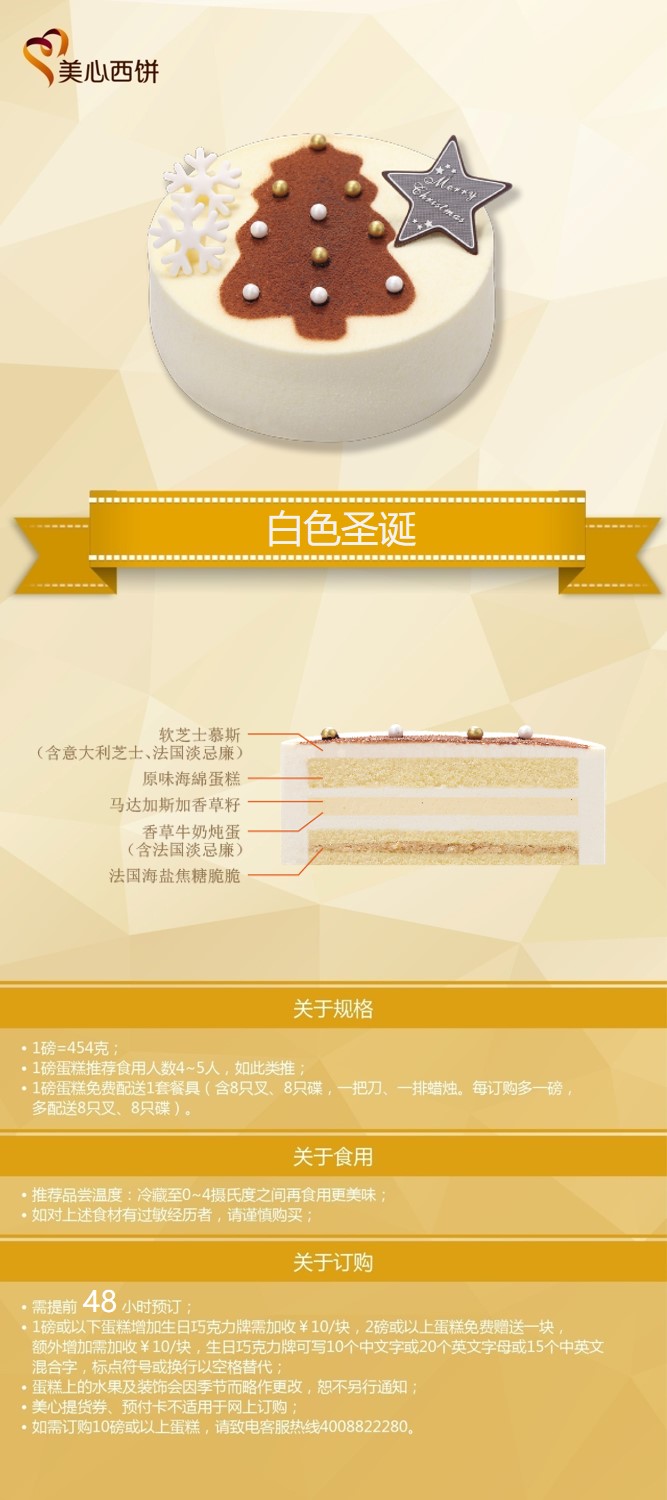 美心西饼
Merry
Christmas
白色圣诞
软芝士慕斯
（含意大利芝士、法国淡忌廉）
原味海綿蛋糕
马达加斯加香草籽
香草牛奶炖蛋
（含法国淡忌廉）
法国海盐焦糖脆脆
关于规格
• 1磅=454克；
• 1磅蛋糕推荐食用人数4~5人，如此类推；
• 1磅蛋糕免费配送1套餐具（含8只叉、8只碟，一把刀、一排蜡烛。每订购多一磅，
多配送8只叉、8只碟）。
关于食用
• 推荐品尝温度：冷藏至0~4摄氏度之间再食用更美味；
• 如对上述食材有过敏经历者，请谨慎购买；
关于订购
• 需提前 48 小时预订；
• 1磅或以下蛋糕增加生日巧克力牌需加收￥10/块，2磅或以上蛋糕免费赠送一块，
额外增加需加收￥10/块，生日巧克力牌可写10个中文字或20个英文字母或15个中英文
混合字，标点符号或换行以空格替代；
• 蛋糕上的水果及装饰会因季节而略作更改，恕不另行通知；
• 美心提货券、预付卡不适用于网上订购；
• 如需订购10磅或以上蛋糕，请致电客服热线4008822280。